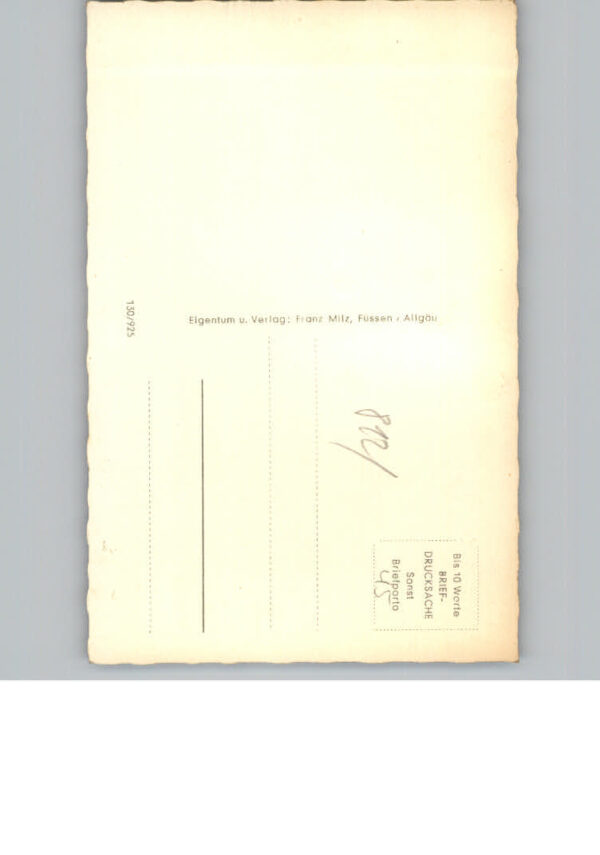 130/925
Eigentum u. Verlag: Franz Milz, Füssen · Allgäu
Bis 10 Worte
BRIEF-
DRUCKSACHE
Sonst
Briefporto
45